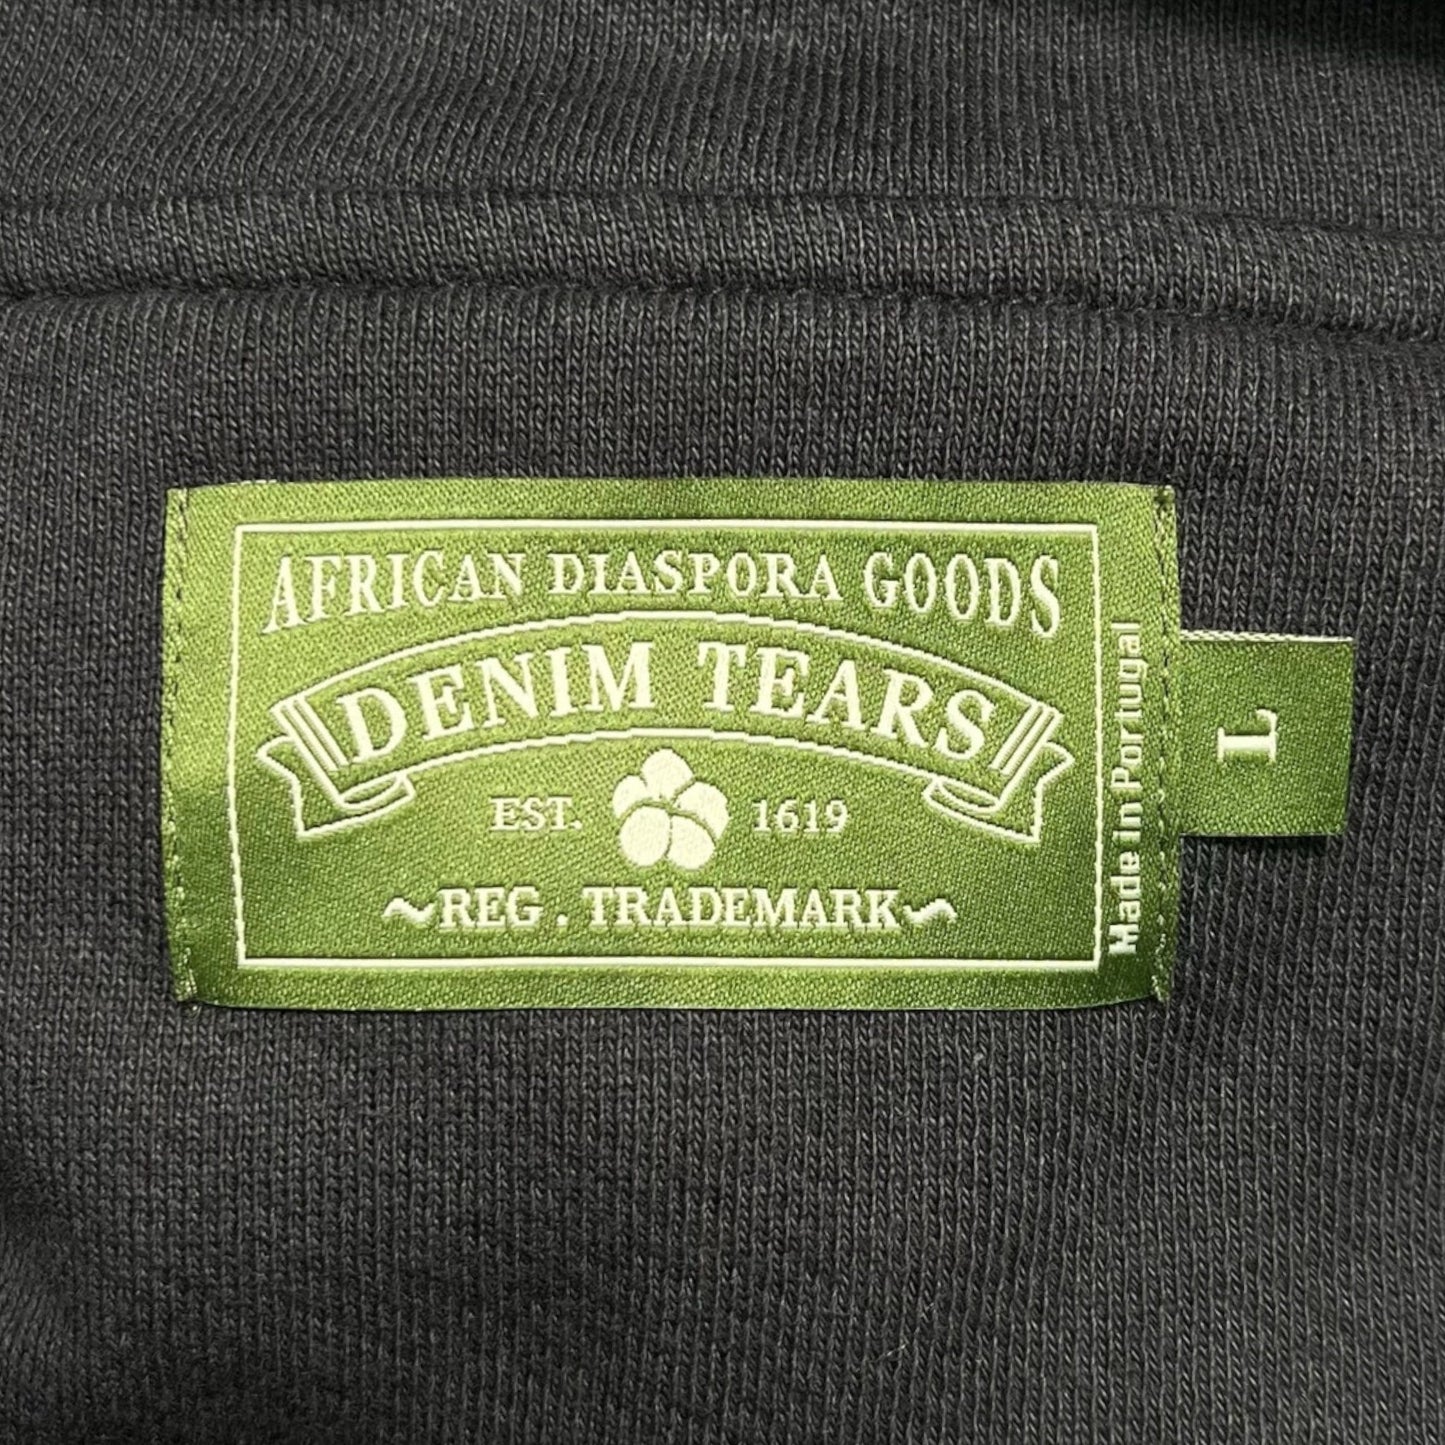 AFRICAN DIASPORA GOODS
DENIM TEARS
EST. 1619
~REG . TRADEMARK~
Made in Portugal
L